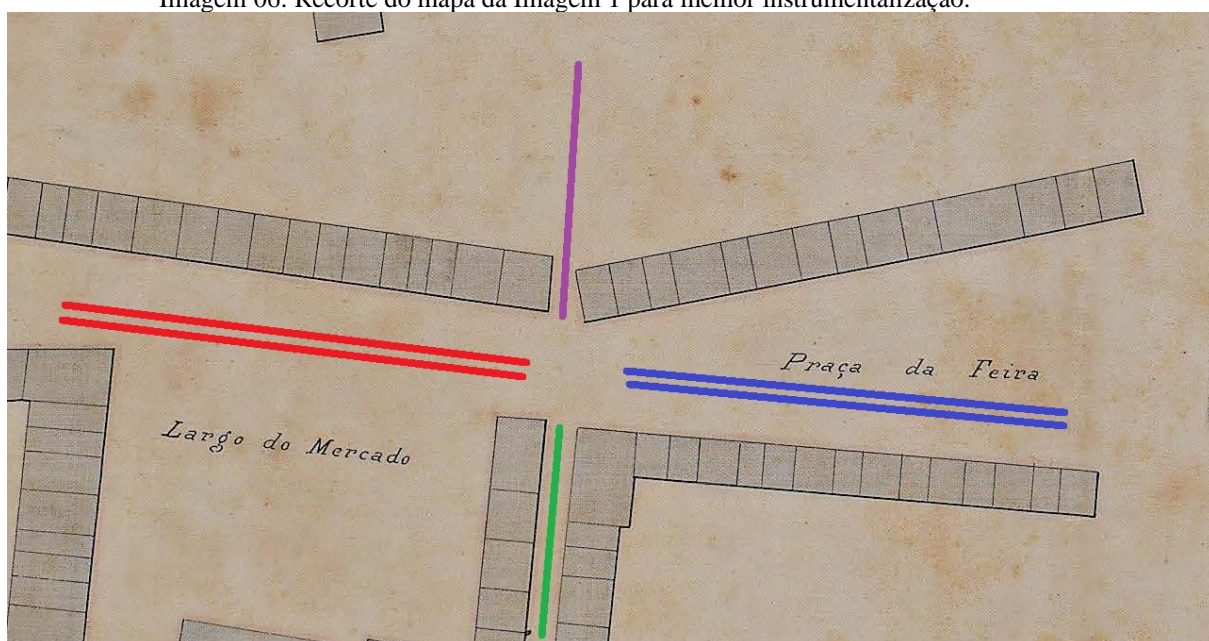 Imagem 06: Recorte do mapa da Imagem 1 para melhor instrumentalização.
Praça da Feira
Largo do Mercado